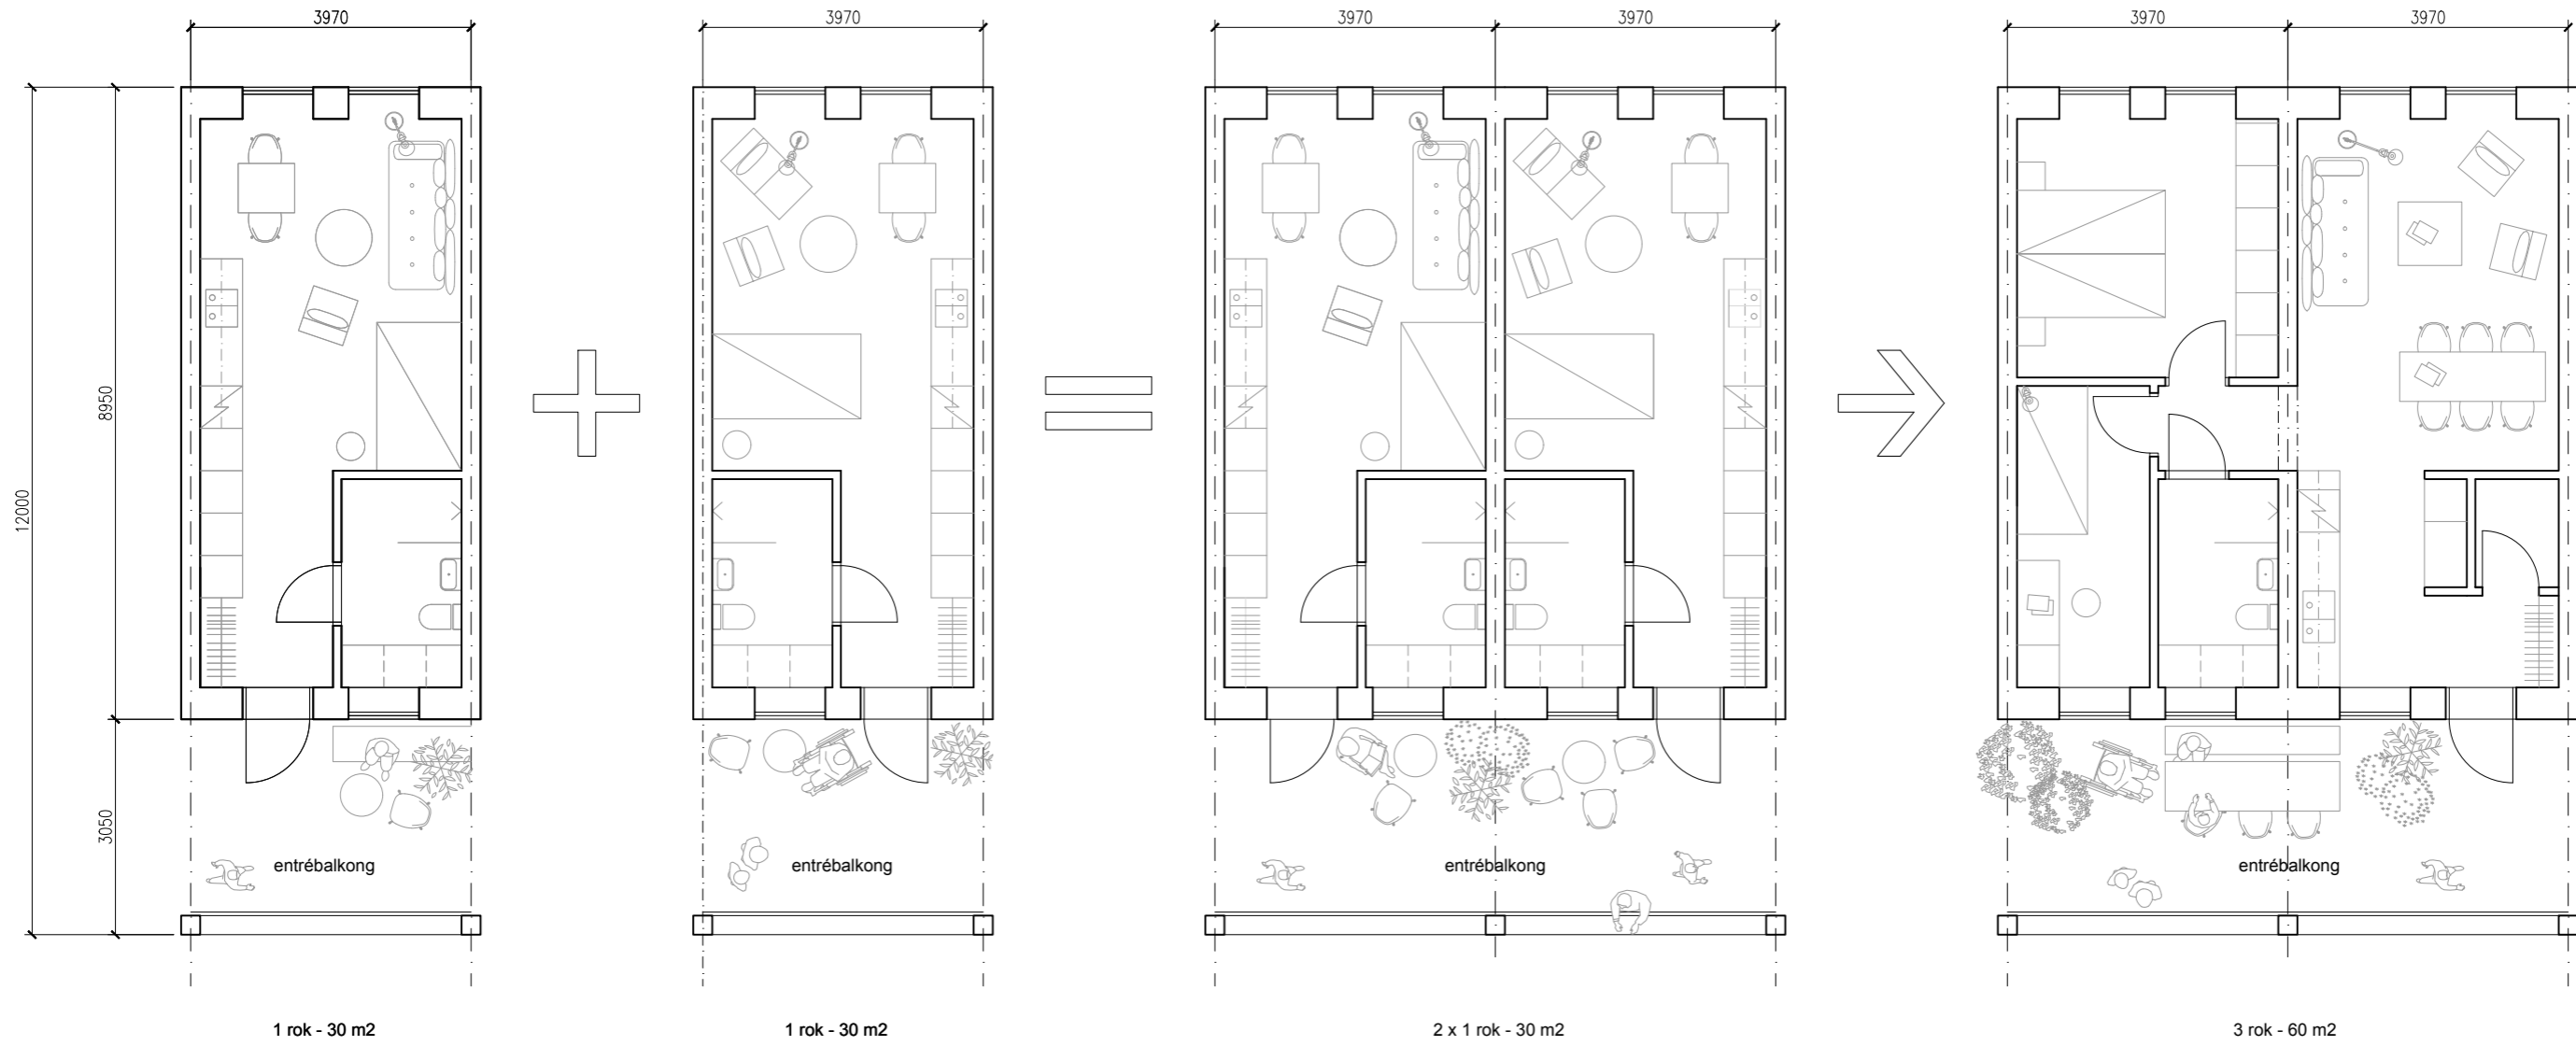 3970
3970
3970
3970
3970
3970
12000
8950
3050
entrébalkong
entrébalkong
entrébalkong
entrébalkong
1 rok - 30 m2
1 rok - 30 m2
2 x 1 rok - 30 m2
3 rok - 60 m2